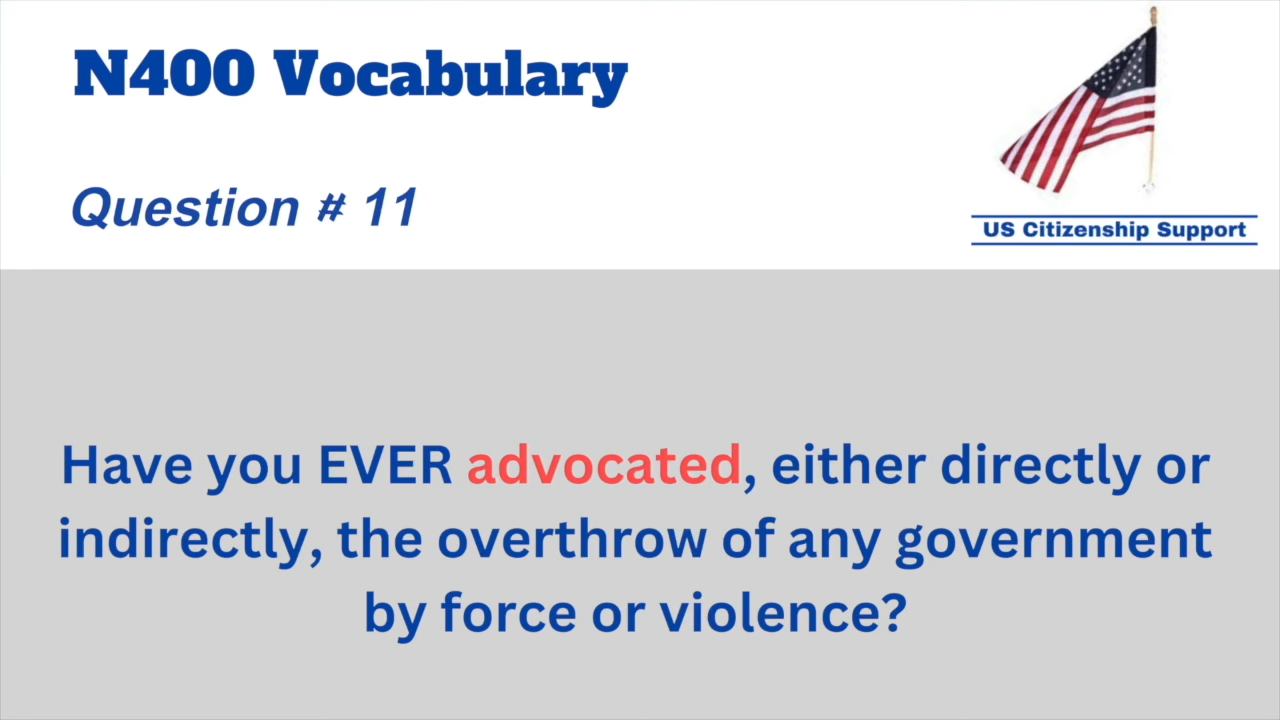 N400 Vocabulary
Question # 11
US Citizenship Support
Have you EVER advocated, either directly or
indirectly, the overthrow of any government
by force or violence?